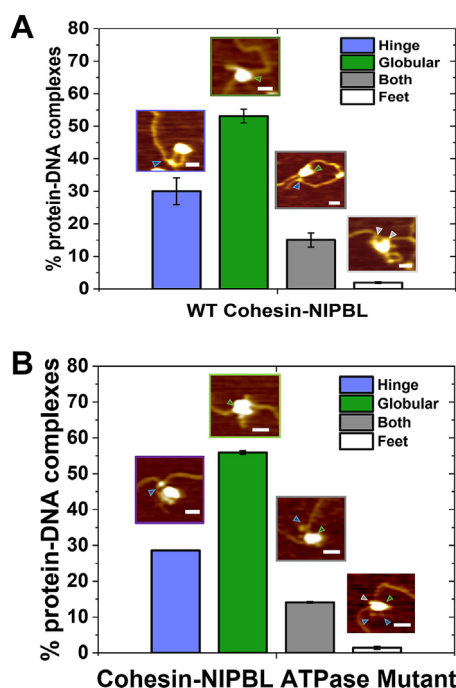 A
% protein-DNA complexes
80
70
60
50
40
30
20
10
0
Hinge
Globular
Both
Feet
WT Cohesin-NIPBL
B
% protein-DNA complexes
80
70
60
50
40
30
20
10
0
Hinge
Globular
Both
Feet
Cohesin-NIPBL ATPase Mutant